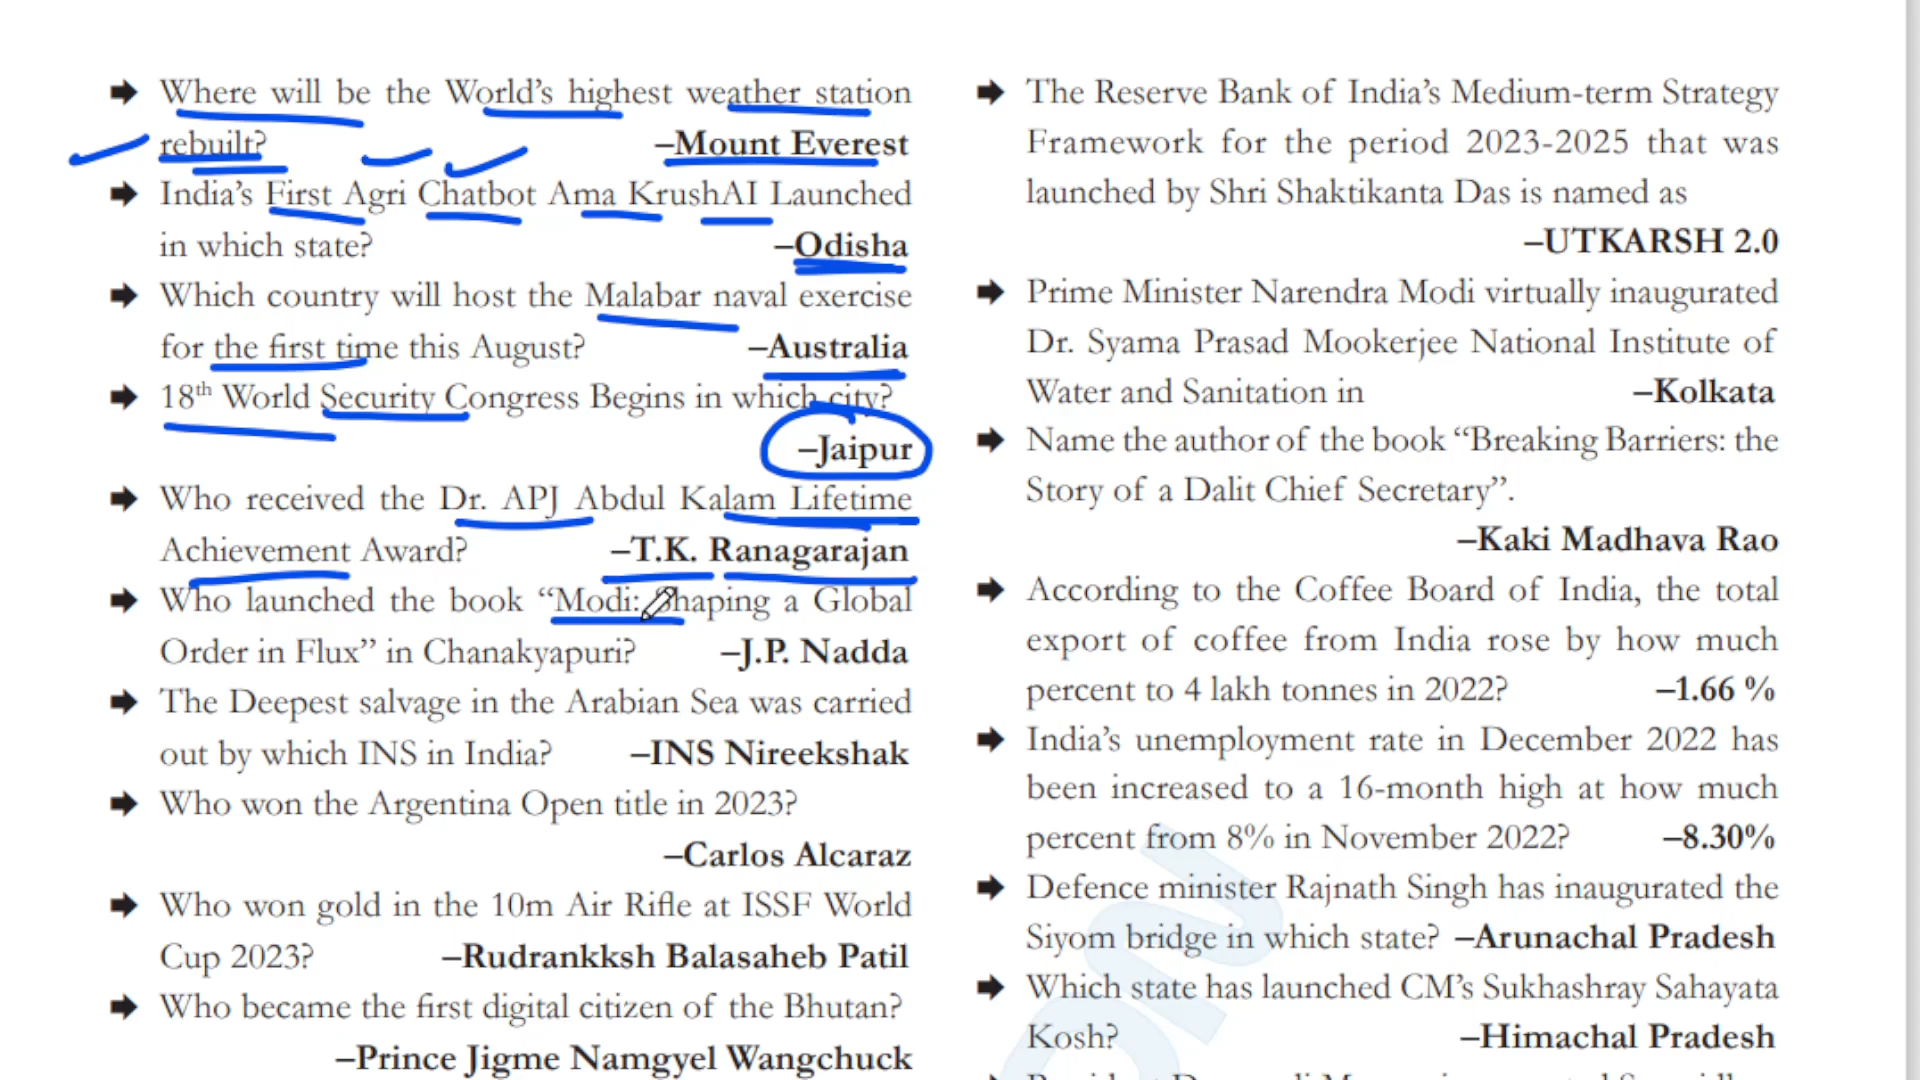 Where will be the World's highest weather station
rebuilt? –Mount Everest
India's First Agri Chatbot Ama KrushAI Launched
in which state? –Odisha
Which country will host the Malabar naval exercise
for the first time this August? –Australia
18th World Security Congress Begins in which city?
–Jaipur
Who received the Dr. APJ Abdul Kalam Lifetime
Achievement Award? –T.K. Ranagarajan
Who launched the book “Modi: Shaping a Global
Order in Flux” in Chanakyapuri? –J.P. Nadda
The Deepest salvage in the Arabian Sea was carried
out by which INS in India? –INS Nireekshak
Who won the Argentina Open title in 2023?
–Carlos Alcaraz
Who won gold in the 10m Air Rifle at ISSF World
Cup 2023? –Rudrankksh Balasaheb Patil
Who became the first digital citizen of the Bhutan?
–Prince Jigme Namgyel Wangchuck
The Reserve Bank of India's Medium-term Strategy
Framework for the period 2023-2025 that was
launched by Shri Shaktikanta Das is named as
–UTKARSH 2.0
Prime Minister Narendra Modi virtually inaugurated
Dr. Syama Prasad Mookerjee National Institute of
Water and Sanitation in –Kolkata
Name the author of the book “Breaking Barriers: the
Story of a Dalit Chief Secretary”.
–Kaki Madhava Rao
According to the Coffee Board of India, the total
export of coffee from India rose by how much
percent to 4 lakh tonnes in 2022? –1.66 %
India's unemployment rate in December 2022 has
been increased to a 16-month high at how much
percent from 8% in November 2022? –8.30%
Defence minister Rajnath Singh has inaugurated the
Siyom bridge in which state? –Arunachal Pradesh
Which state has launched CM's Sukhashray Sahayata
Kosh? –Himachal Pradesh